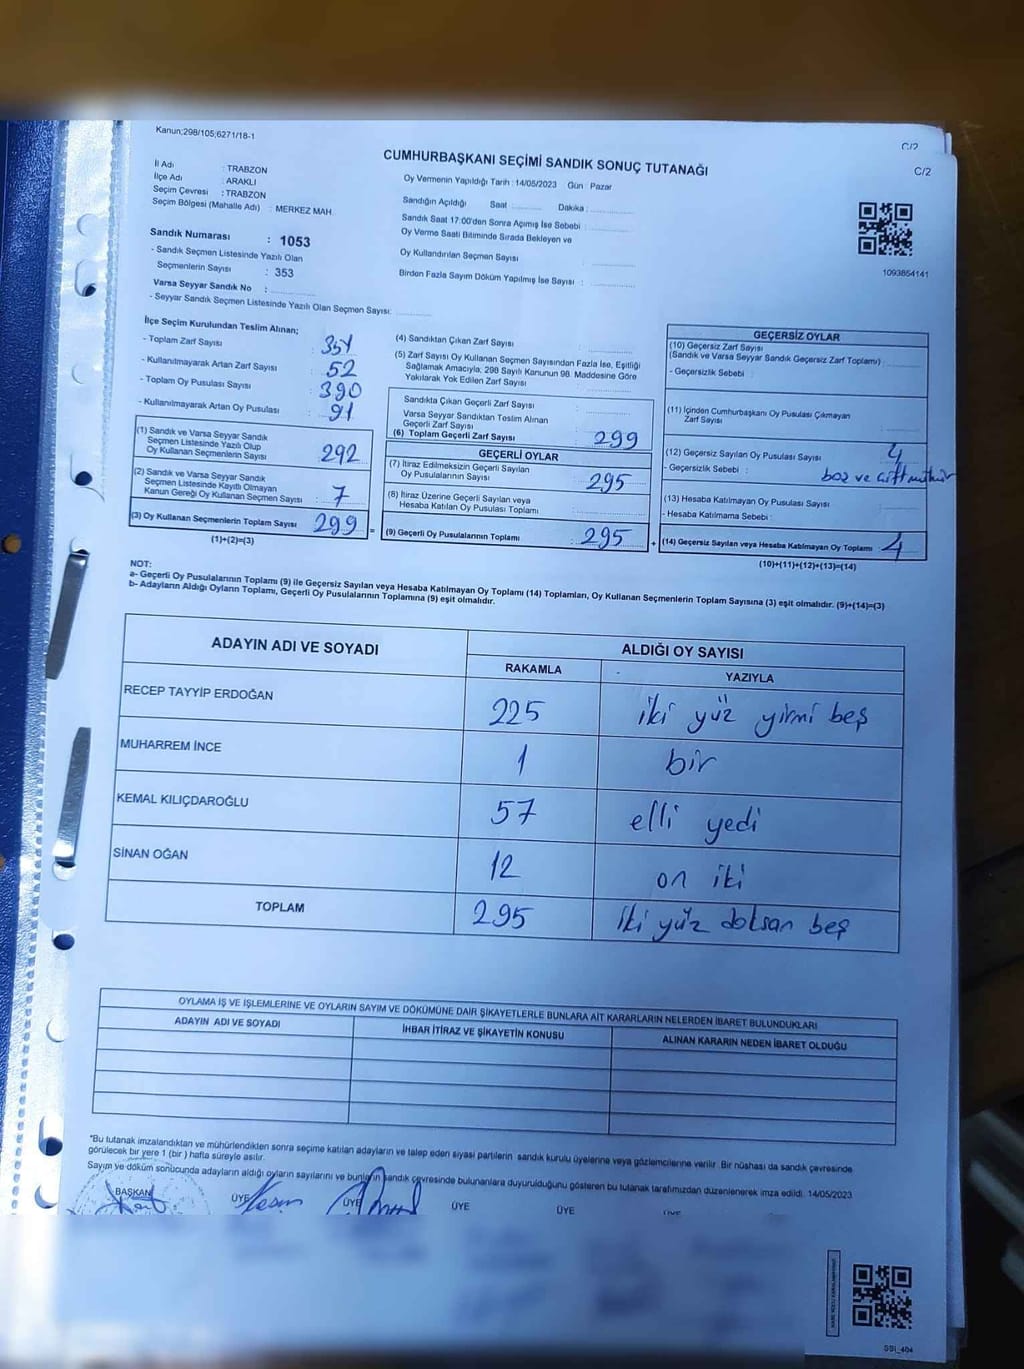 Kanun;298/105;6271/18-1
C/2
C/2
CUMHURBAŞKANI SEÇİMİ SANDIK SONUÇ TUTANAĞI
İl Adı : TRABZON
İlçe Adı : ARAKLI
Seçim Çevresi : TRABZON
Seçim Bölgesi (Mahalle Adı) : MERKEZ MAH.
Sandık Numarası : 1053
- Sandık Seçmen Listesinde Yazılı Olan
Seçmenlerin Sayısı : 353
Varsa Seyyar Sandık No :
- Seyyar Sandık Seçmen Listesinde Yazılı Olan Seçmen Sayısı:
Oy Vermenin Yapıldığı Tarih : 14/05/2023 Gün : Pazar
Sandığın Açıldığı Saat Dakika :
Sandık Saat 17:00'den Sonra Açımış İse Sebebi :
Oy Verme Saati Bitiminde Sırada Bekleyen ve
Oy Kullandırılan Seçmen Sayısı :
Birden Fazla Sayım Döküm Yapılmış İse Sayısı :
1093854141
İlçe Seçim Kurulundan Teslim Alınan;
- Toplam Zarf Sayısı : 351
- Kullanılmayarak Artan Zarf Sayısı : 52
- Toplam Oy Pusulası Sayısı : 390
- Kullanılmayarak Artan Oy Pusulası : 91
(1) Sandık ve Varsa Seyyar Sandık
Seçmen Listesinde Yazılı Olup
Oy Kullanan Seçmenlerin Sayısı : 292
(2) Sandık ve Varsa Seyyar Sandık
Seçmen Listesinde Kayıtlı Olmayan
Kanun Gereği Oy Kullanan Seçmen Sayısı : 7
(3) Oy Kullanan Seçmenlerin Toplam Sayısı : 299 =
(1)+(2)=(3)
(4) Sandıktan Çıkan Zarf Sayısı :
(5) Zarf Sayısı Oy Kullanan Seçmen Sayısından Fazla İse, Eşitliği
Sağlamak Amacıyla, 298 Sayılı Kanunun 98. Maddesine Göre
Yakılarak Yok Edilen Zarf Sayısı :
Sandıkta Çıkan Geçerli Zarf Sayısı :
Varsa Seyyar Sandıktan Teslim Alınan
Geçerli Zarf Sayısı :
(6) Toplam Geçerli Zarf Sayısı : 299
GEÇERLİ OYLAR
(7) İtiraz Edilmeksizin Geçerli Sayılan
Oy Pusulalarının Sayısı : 295
(8) İtiraz Üzerine Geçerli Sayılan veya
Hesaba Katılan Oy Pusulası Toplamı :
(9) Geçerli Oy Pusulalarının Toplamı : 295 +
GEÇERSİZ OYLAR
(10) Geçersiz Zarf Sayısı
(Sandık ve Varsa Seyyar Sandık Geçersiz Zarf Toplamı) :
- Geçersizlik Sebebi :
(11) İçinden Cumhurbaşkanı Oy Pusulası Çıkmayan
Zarf Sayısı :
(12) Geçersiz Sayılan Oy Pusulası Sayısı : 4
- Geçersizlik Sebebi : boş ve çift mühür
(13) Hesaba Katılmayan Oy Pusulası Sayısı :
- Hesaba Katılmama Sebebi :
(14) Geçersiz Sayılan veya Hesaba Katılmayan Oy Toplamı : 4
(10)+(11)+(12)+(13)=(14)
NOT:
a- Geçerli Oy Pusulalarının Toplamı (9) ile Geçersiz Sayılan veya Hesaba Katılmayan Oy Toplamı (14) Toplamları, Oy Kullanan Seçmenlerin Toplam Sayısına (3) eşit olmalıdır. (9)+(14)=(3)
b- Adayların Aldığı Oyların Toplamı, Geçerli Oy Pusulalarının Toplamına (9) eşit olmalıdır.
ADAYIN ADI VE SOYADI
ALDIĞI OY SAYISI
RAKAMLA YAZIYLA
RECEP TAYYİP ERDOĞAN 225 iki yüz yirmi beş
MUHARREM İNCE 1 bir
KEMAL KILIÇDAROĞLU 57 elli yedi
SİNAN OĞAN 12 on iki
TOPLAM 295 iki yüz doksan beş
OYLAMA İŞ VE İŞLEMLERİNE VE OYLARIN SAYIM VE DÖKÜMÜNE DAİR ŞİKAYETLERLE BUNLARA AİT KARARLARIN NELERDEN İBARET BULUNDUKLARI
ADAYIN ADI VE SOYADI İHBAR İTİRAZ VE ŞİKAYETİN KONUSU ALINAN KARARIN NEDEN İBARET OLDUĞU
*Bu tutanak imzalandıktan ve mühürlendikten sonra seçime katılan adayların ve talep eden siyasi partilerin sandık kurulu üyelerine veya gözlemcilerine verilir. Bir nüshası da sandık çevresinde
görülecek bir yere 1 (bir ) hafta süreyle asılır.
Sayım ve döküm sonucunda adayların aldığı oyların sayılarını ve bunların sandık çevresinde bulunanlara duyurulduğunu gösteren bu tutanak tarafımızdan düzenlenerek imza edildi. 14/05/2023
BAŞKAN ÜYE ÜYE ÜYE ÜYE ÜYE
SSI_404